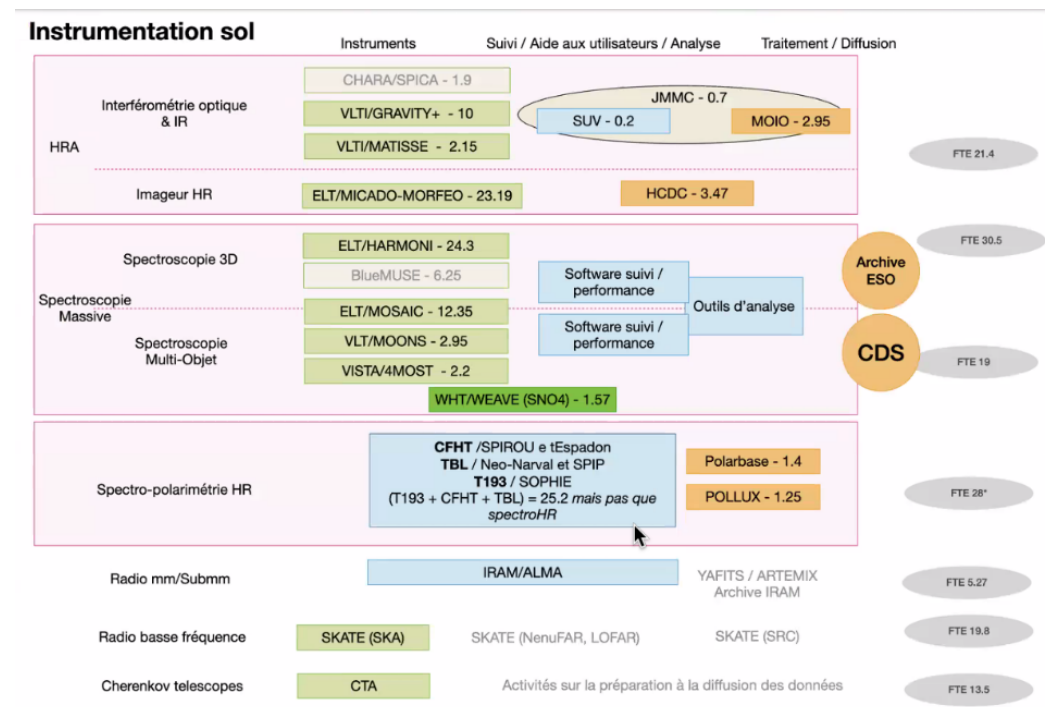 Instrumentation sol
Instruments
Suivi / Aide aux utilisateurs / Analyse
Traitement / Diffusion
CHARA/SPICA - 1.9
Interférométrie optique
& IR
VLTI/GRAVITY+ - 10
JMMC - 0.7
SUV - 0.2
MOIO - 2.95
HRA
VLTI/MATISSE - 2.15
FTE 21.4
Imageur HR
ELT/MICADO-MORFEO - 23.19
HCDC - 3.47
FTE 30.5
Spectroscopie 3D
ELT/HARMONI - 24.3
BlueMUSE - 6.25
Software suivi /
performance
Archive
ESO
Spectroscopie
Massive
ELT/MOSAIC - 12.35
Outils d'analyse
Spectroscopie
Multi-Objet
VLT/MOONS - 2.95
Software suivi /
performance
CDS
FTE 19
VISTA/4MOST - 2.2
WHT/WEAVE (SNO4) - 1.57
Spectro-polarimétrie HR
CFHT /SPIROU e tEspadon
TBL / Neo-Narval et SPIP
T193 / SOPHIE
(T193 + CFHT + TBL) = 25.2 mais pas que
spectroHR
Polarbase - 1.4
POLLUX - 1.25
FTE 28*
Radio mm/Submm
IRAM/ALMA
YAFITS / ARTEMIX
Archive IRAM
FTE 5.27
Radio basse fréquence
SKATE (SKA)
SKATE (NenuFAR, LOFAR)
SKATE (SRC)
FTE 19.8
Cherenkov telescopes
CTA
Activités sur la préparation à la diffusion des données
FTE 13.5